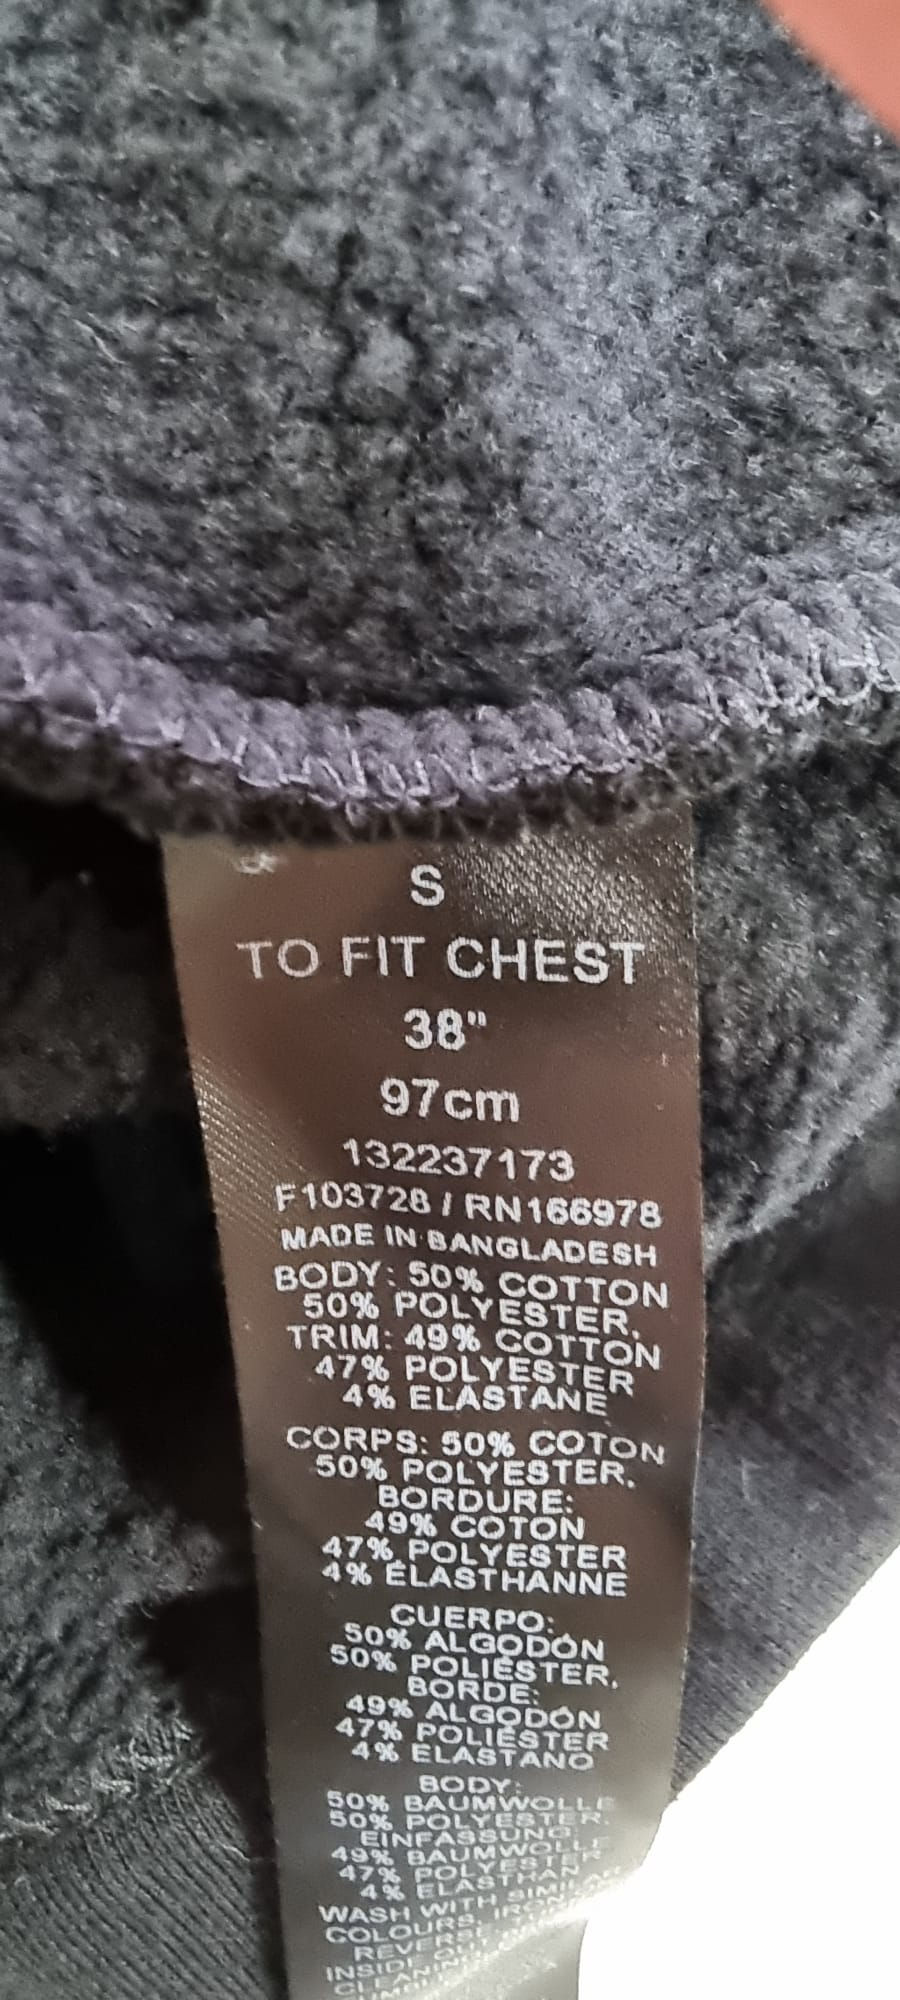 S
TO FIT CHEST
38"
97cm
132237173
F103728 / RN166978
MADE IN BANGLADESH
BODY: 50% COTTON
50% POLYESTER.
TRIM: 49% COTTON
47% POLYESTER
4% ELASTANE
CORPS: 50% COTON
50% POLYESTER.
BORDURE:
49% COTON
47% POLYESTER
4% ÉLASTHANNE
CUERPO:
50% ALGODÓN
50% POLIÉSTER.
BORDE:
49% ALGODÓN
47% POLIÉSTER
4% ELASTANO
BODY:
50% BAUMWOLLE
50% POLYESTER.
EINFASSUNG:
49% BAUMWOLLE
47% POLYESTER
4% ELASTHAN
WASH WITH
COLOURS.
INSIDE